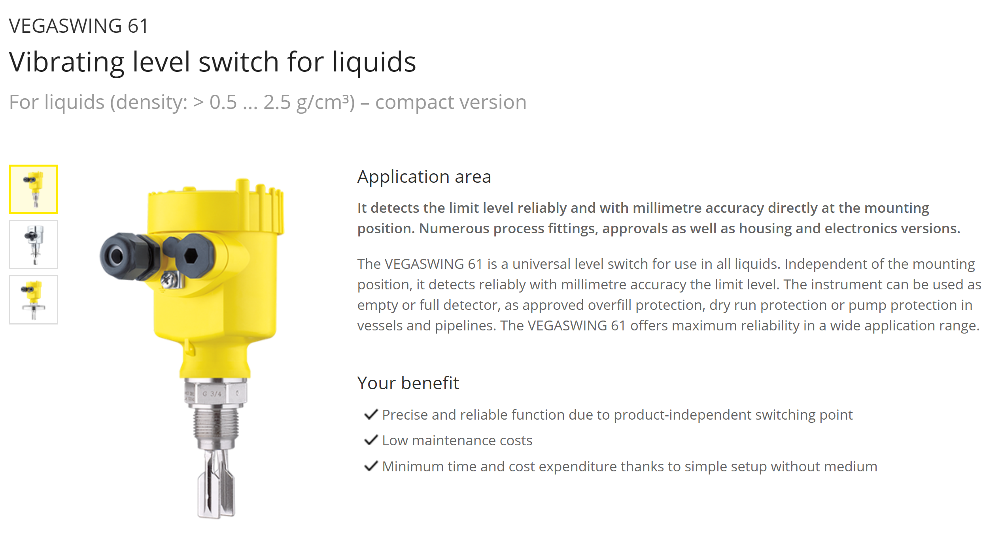 VEGASWING 61
Vibrating level switch for liquids
For liquids (density: > 0.5 … 2.5 g/cm³) – compact version
Application area
It detects the limit level reliably and with millimetre accuracy directly at the mounting
position. Numerous process fittings, approvals as well as housing and electronics versions.
The VEGASWING 61 is a universal level switch for use in all liquids. Independent of the mounting
position, it detects reliably with millimetre accuracy the limit level. The instrument can be used as
empty or full detector, as approved overfill protection, dry run protection or pump protection in
vessels and pipelines. The VEGASWING 61 offers maximum reliability in a wide application range.
Your benefit
Precise and reliable function due to product-independent switching point
Low maintenance costs
Minimum time and cost expenditure thanks to simple setup without medium
G 3/4